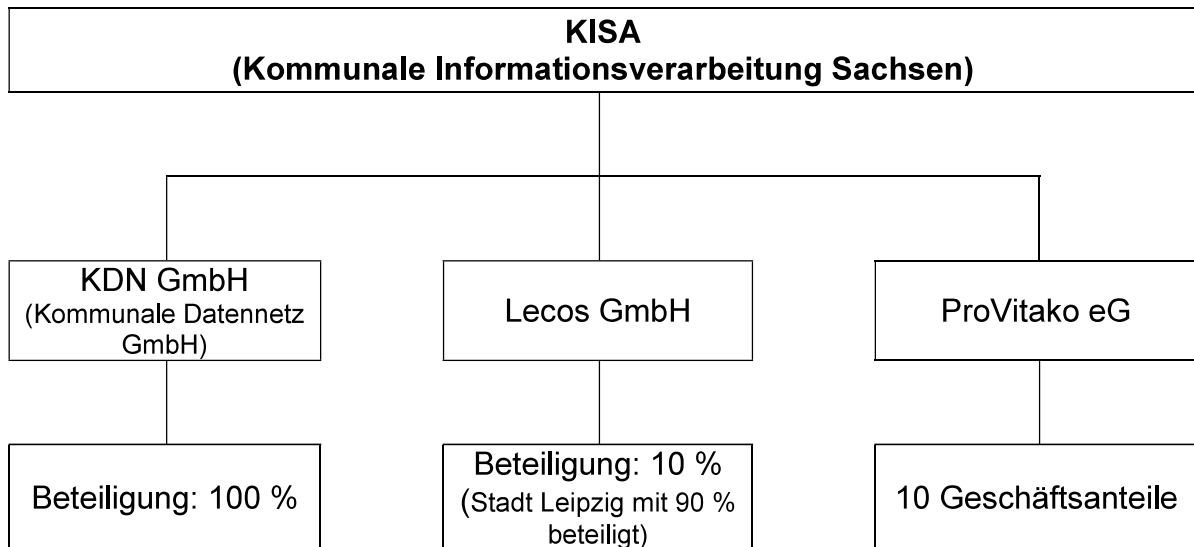 KISA
(Kommunale Informationsverarbeitung Sachsen)
KDN GmbH
(Kommunale Datennetz
GmbH)
Lecos GmbH
ProVitako eG
Beteiligung: 100 %
Beteiligung: 10 %
(Stadt Leipzig mit 90 %
beteiligt)
10 Geschäftsanteile